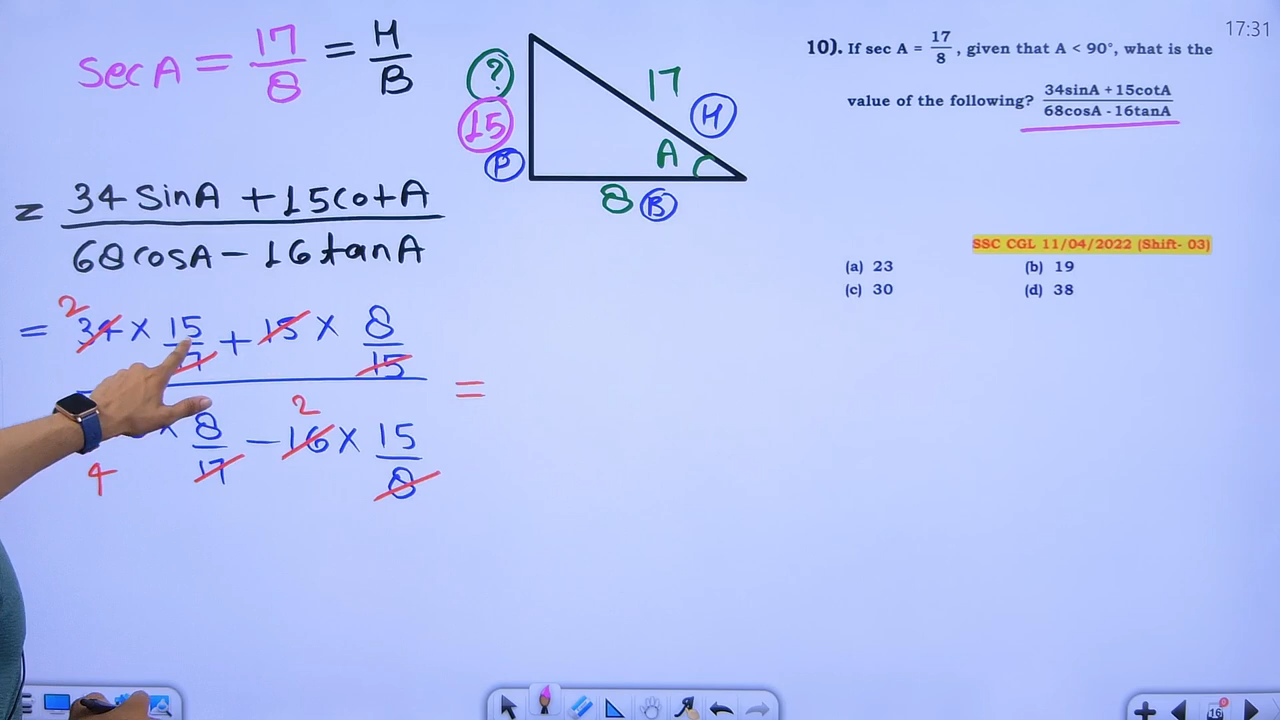 17:31
sec A = 17/8 = H/B
?
15
P
17
H
A
8 B
10). If sec A = 17/8, given that A < 90°, what is the
value of the following? 34sinA + 15cotA / 68cosA - 16tanA
SSC CGL 11/04/2022 (Shift- 03)
(a) 23 (b) 19
(c) 30 (d) 38
= 34 sinA + 15cotA
68 cosA - 16 tanA
2
= 34 × 15/17 + 15 × 8/15 =
2
× 8/17 - 16 × 15/8
4
16